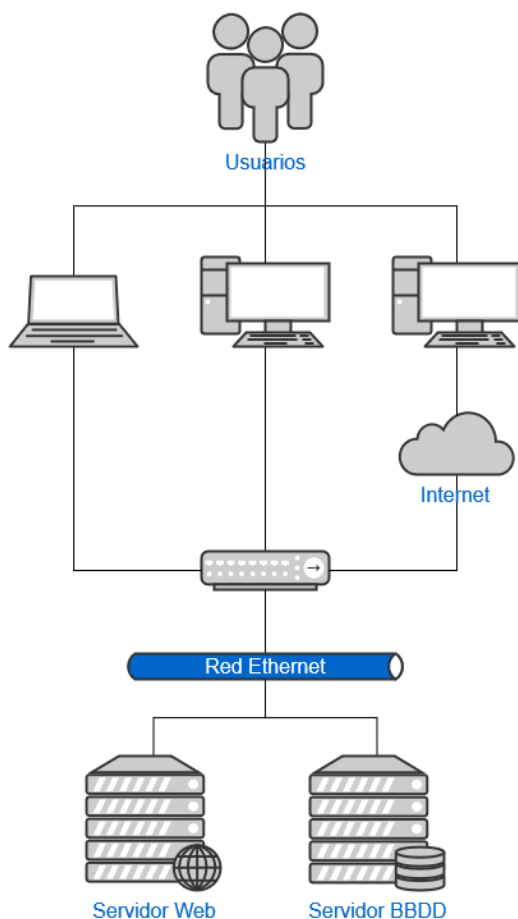 Usuarios
Internet
Red Ethernet
Servidor Web
Servidor BBDD